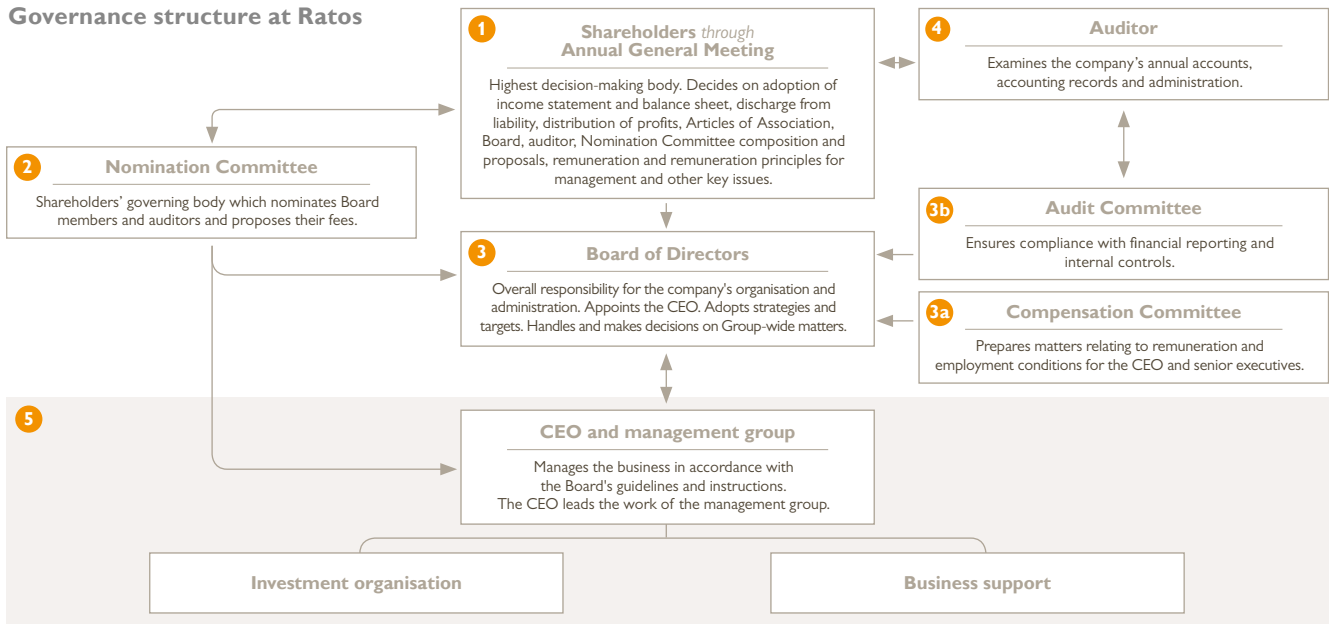 Governance structure at Ratos
1
Shareholders through
Annual General Meeting
Highest decision-making body. Decides on adoption of
income statement and balance sheet, discharge from
liability, distribution of profits, Articles of Association,
Board, auditor, Nomination Committee composition and
proposals, remuneration and remuneration principles for
management and other key issues.
4
Auditor
Examines the company's annual accounts,
accounting records and administration.
2
Nomination Committee
Shareholders' governing body which nominates Board
members and auditors and proposes their fees.
3b
Audit Committee
Ensures compliance with financial reporting and
internal controls.
3
Board of Directors
Overall responsibility for the company's organisation and
administration. Appoints the CEO. Adopts strategies and
targets. Handles and makes decisions on Group-wide matters.
3a
Compensation Committee
Prepares matters relating to remuneration and
employment conditions for the CEO and senior executives.
5
CEO and management group
Manages the business in accordance with
the Board's guidelines and instructions.
The CEO leads the work of the management group.
Investment organisation
Business support